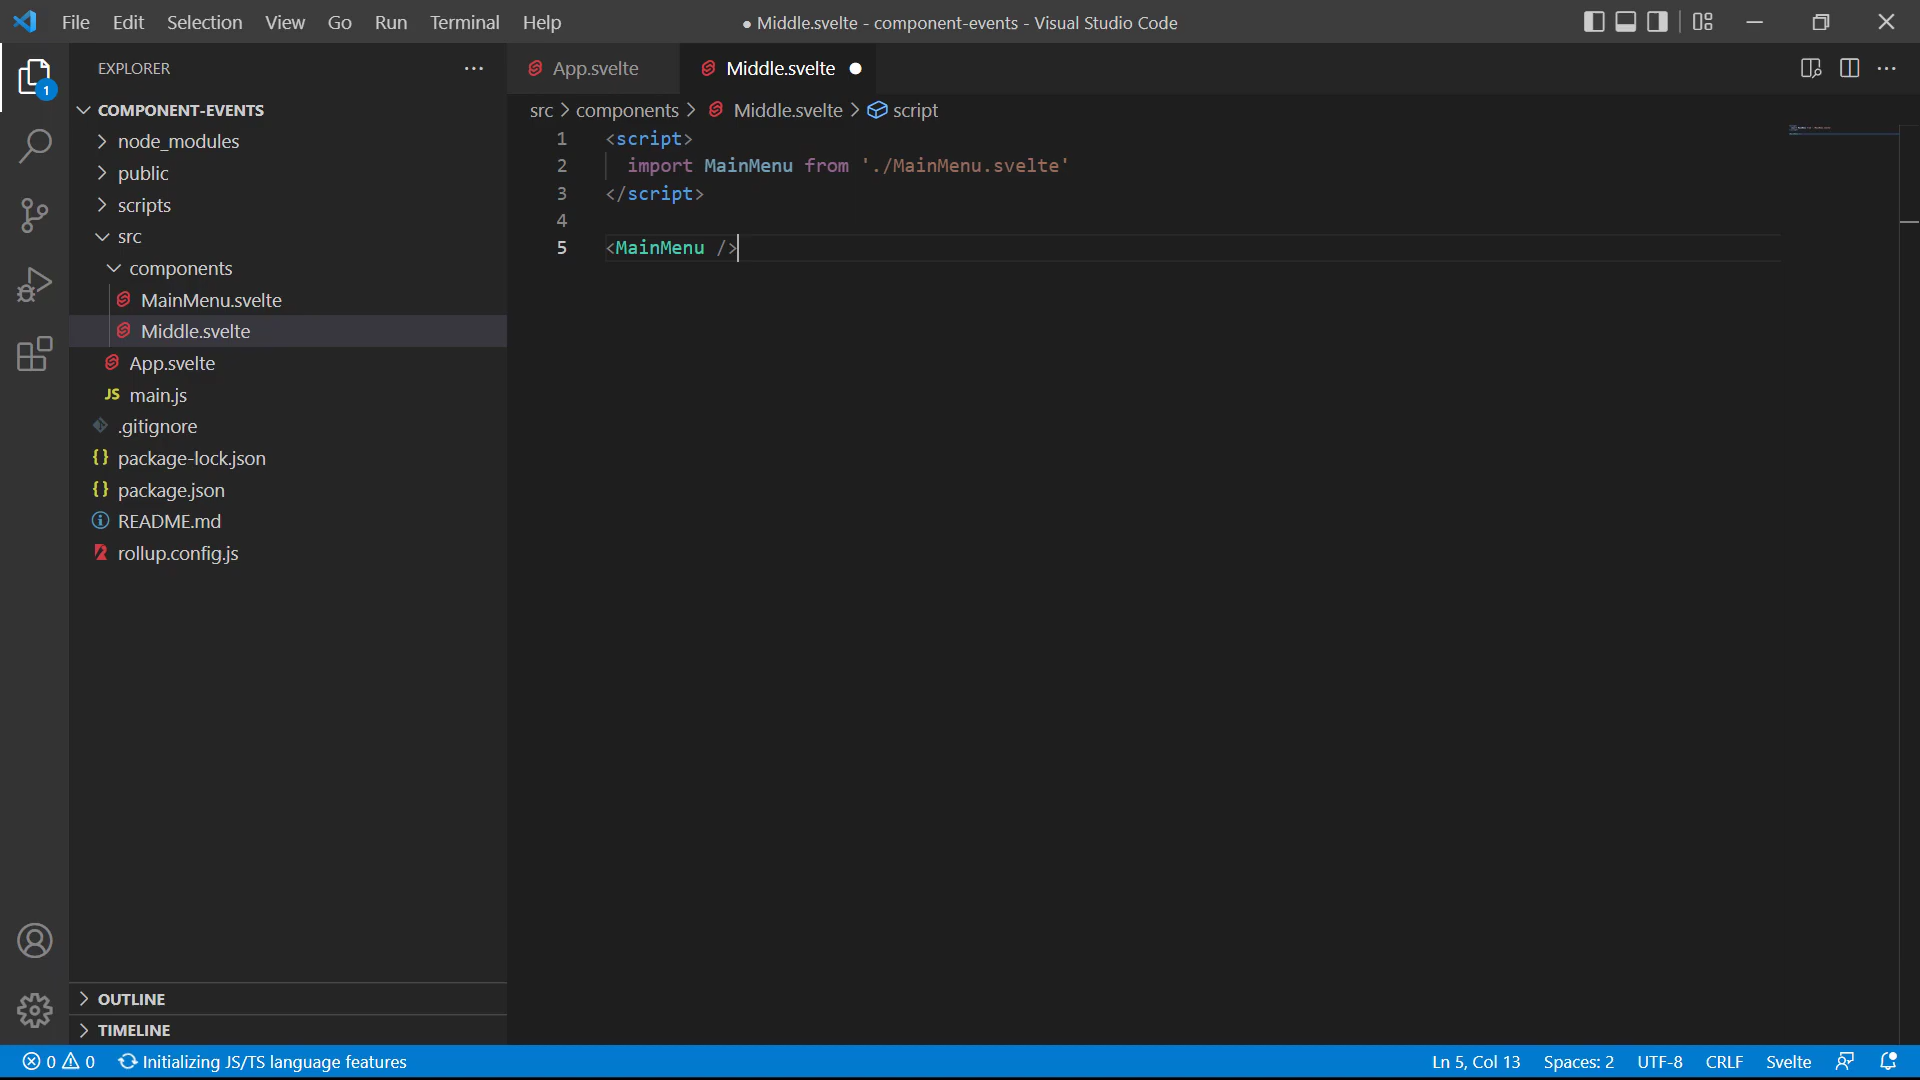 File Edit Selection View Go Run Terminal Help
● Middle.svelte - component-events - Visual Studio Code
EXPLORER
1
COMPONENT-EVENTS
node_modules
public
scripts
src
components
MainMenu.svelte
Middle.svelte
App.svelte
JS main.js
.gitignore
{} package-lock.json
{} package.json
README.md
rollup.config.js
OUTLINE
TIMELINE
App.svelte Middle.svelte ●
src > components > Middle.svelte > script
1 <script>
2 import MainMenu from './MainMenu.svelte'
3 </script>
4
5 <MainMenu />
0 0 Initializing JS/TS language features Ln 5, Col 13 Spaces: 2 UTF-8 CRLF Svelte